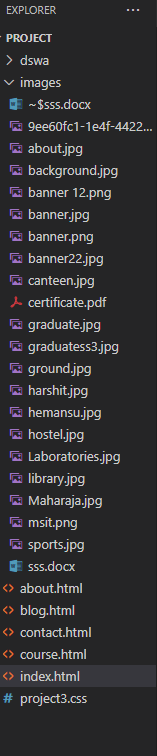 EXPLORER ...
PROJECT
> dswa
images
~$sss.docx
9ee60fc1-1e4f-4422...
about.jpg
background.jpg
banner 12.png
banner.jpg
banner.png
banner22.jpg
canteen.jpg
certificate.pdf
graduate.jpg
graduatess3.jpg
ground.jpg
harshit.jpg
hemansu.jpg
hostel.jpg
Laboratories.jpg
library.jpg
Maharaja.jpg
msit.png
sports.jpg
sss.docx
<> about.html
<> blog.html
<> contact.html
<> course.html
<> index.html
# project3.css